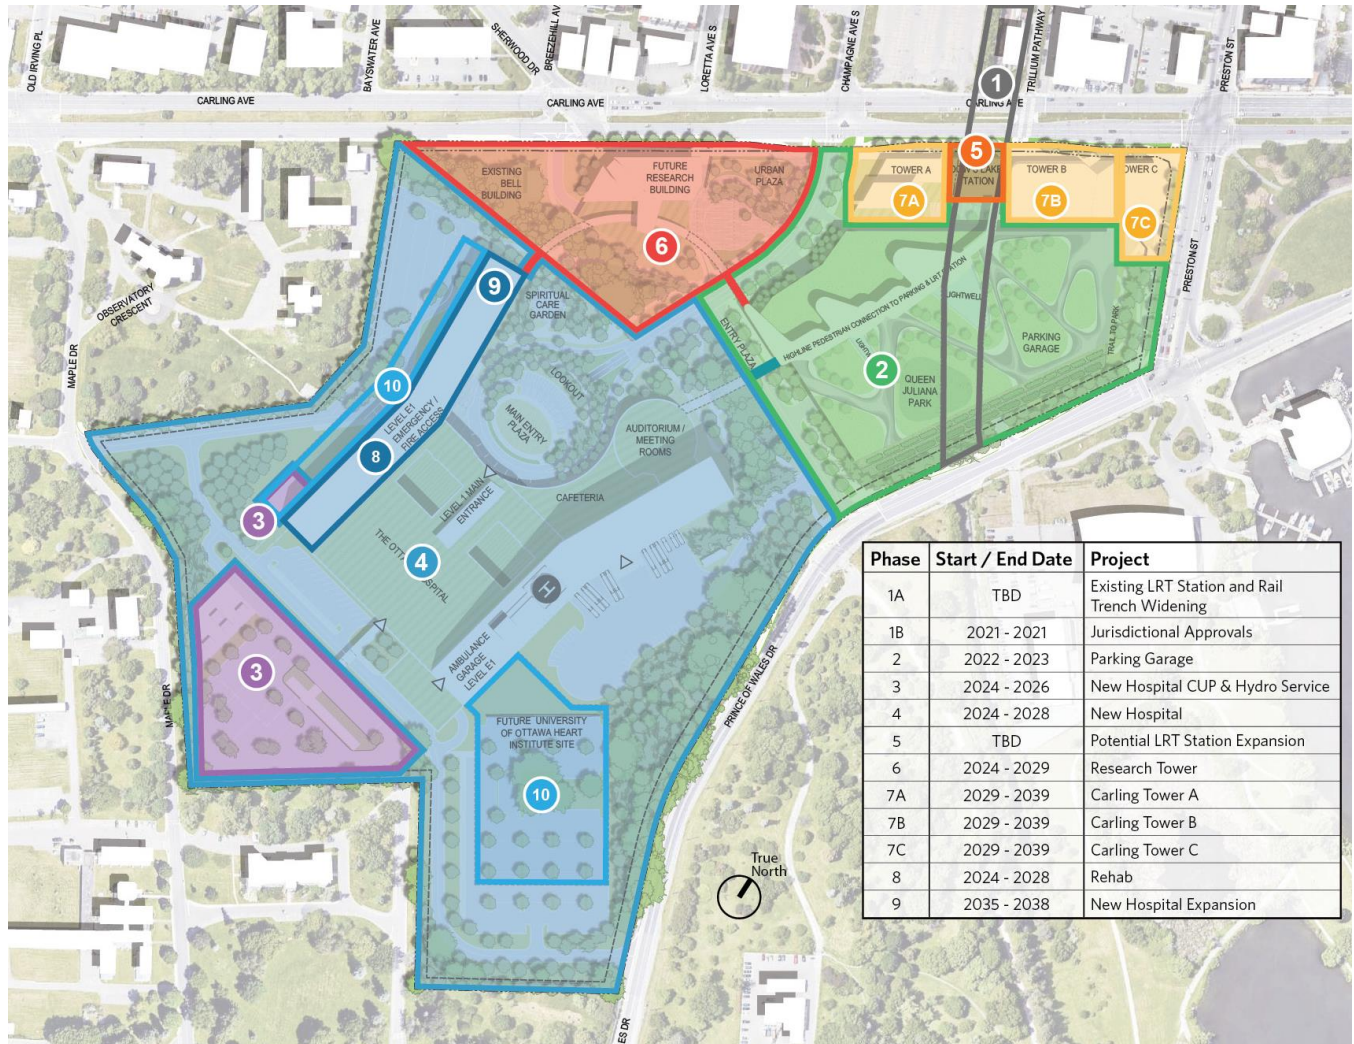 OLD IRVING PL
BAYSWATER AVE
SHERWOOD DR
BREEZEHILL AV
LORETTA AVE S
CHAMPAGNE AVE S
TRILLIUM PATHWAY
PRESTON ST
CARLING AVE
CARLING AVE
CARLING AVE
1
5
EXISTING
BELL
BUILDING
FUTURE
RESEARCH
BUILDING
URBAN
PLAZA
6
TOWER A
7A
STATION
TOWER B
7B
OWER C
7C
PRESTON ST
OBSERVATORY
CRESCENT
MAPLE DR
9
SPIRITUAL
CARE
GARDEN
10
LEVEL E1
EMERGENCY /
FIRE ACCESS
8
LOOKOUT
MAIN ENTRY
PLAZA
AUDITORIUM /
MEETING
ROOMS
ENTRY PLAZA
HIGHLINE PEDESTRIAN CONNECTION TO PARKING & LRT STATION
LIGHTWELL
PARKING
GARAGE
TRAIL TO PARK
2
QUEEN
JULIANA
PARK
LEVEL 1 MAIN
ENTRANCE
CAFETERIA
3
4
H
AMBULANCE
GARAGE
LEVEL E1
3
MAPLE DR
FUTURE UNIVERSITY
OF OTTAWA HEART
INSTITUTE SITE
10
PRINCE OF WALES DR
ES DR
True
North
Phase Start / End Date Project
1A TBD Existing LRT Station and Rail
Trench Widening
1B 2021 - 2021 Jurisdictional Approvals
2 2022 - 2023 Parking Garage
3 2024 - 2026 New Hospital CUP & Hydro Service
4 2024 - 2028 New Hospital
5 TBD Potential LRT Station Expansion
6 2024 - 2029 Research Tower
7A 2029 - 2039 Carling Tower A
7B 2029 - 2039 Carling Tower B
7C 2029 - 2039 Carling Tower C
8 2024 - 2028 Rehab
9 2035 - 2038 New Hospital Expansion